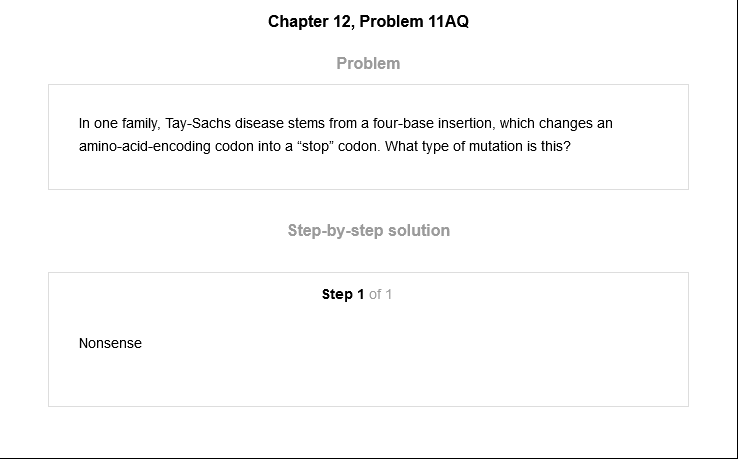 Chapter 12, Problem 11AQ
Problem
In one family, Tay-Sachs disease stems from a four-base insertion, which changes an
amino-acid-encoding codon into a “stop” codon. What type of mutation is this?
Step-by-step solution
Step 1 of 1
Nonsense